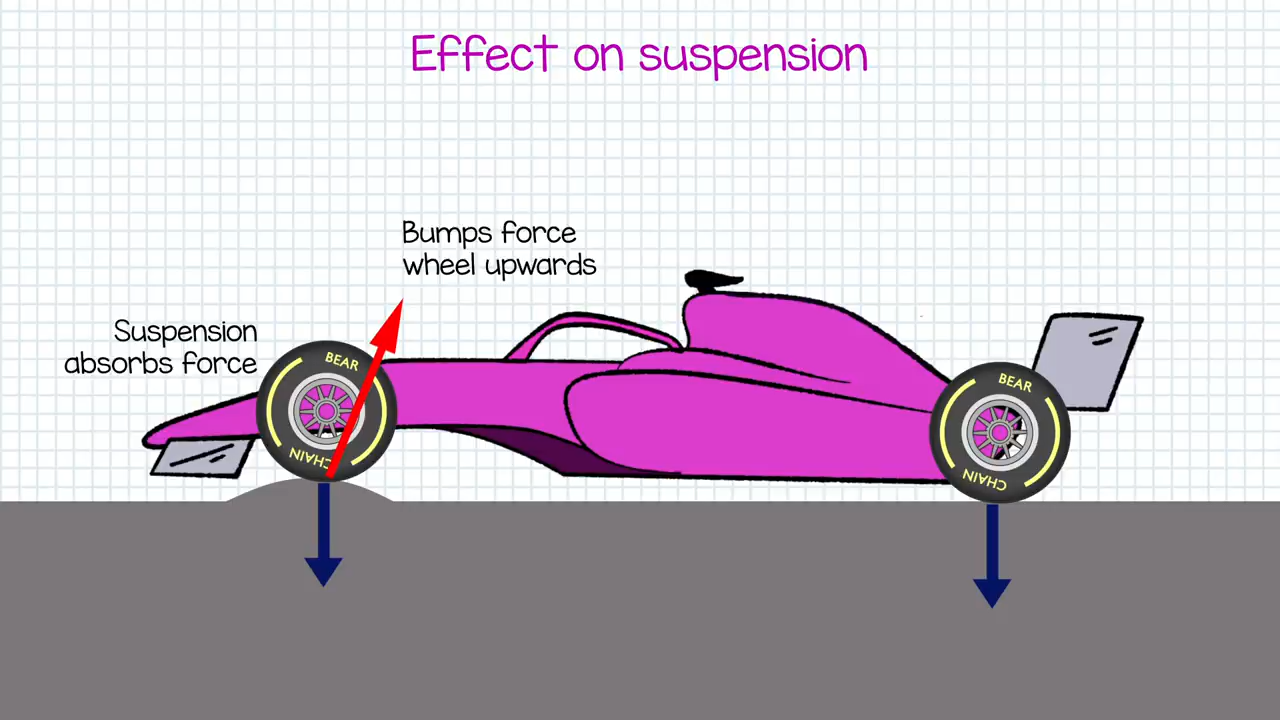 Effect on suspension
Bumps force
wheel upwards
Suspension
absorbs force
BEAR
CHAIN
BEAR
CHAIN